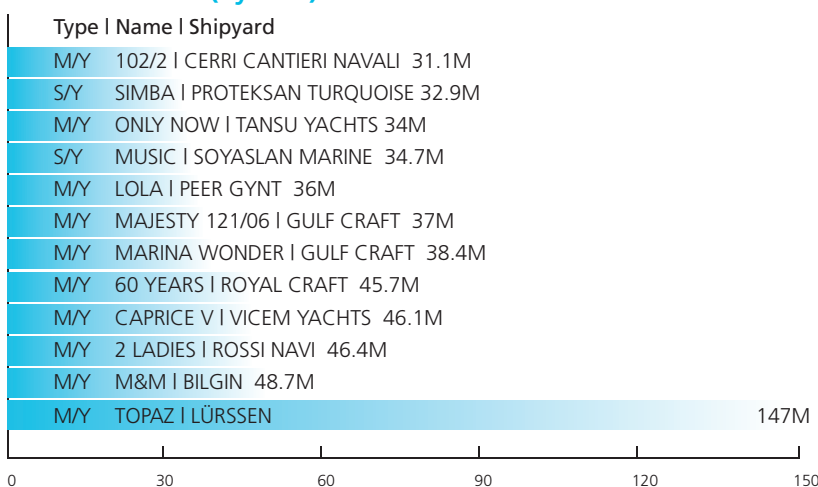 Type | Name | Shipyard
M/Y 102/2 | CERRI CANTIERI NAVALI 31.1M
S/Y SIMBA | PROTEKSAN TURQUOISE 32.9M
M/Y ONLY NOW | TANSU YACHTS 34M
S/Y MUSIC | SOYASLAN MARINE 34.7M
M/Y LOLA | PEER GYNT 36M
M/Y MAJESTY 121/06 | GULF CRAFT 37M
M/Y MARINA WONDER | GULF CRAFT 38.4M
M/Y 60 YEARS | ROYAL CRAFT 45.7M
M/Y CAPRICE V | VICEM YACHTS 46.1M
M/Y 2 LADIES | ROSSI NAVI 46.4M
M/Y M&M | BILGIN 48.7M
M/Y TOPAZ | LÜRSSEN 147M
0 30 60 90 120 150